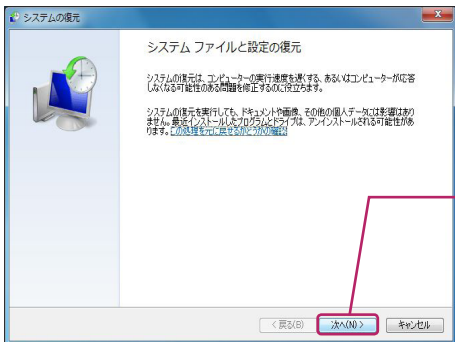 システムの復元
システム ファイルと設定の復元
システムの復元は、コンピューターの実行速度を遅くする、あるいはコンピューターが応答
しなくなる可能性のある問題を修正するのに役立ちます。
システムの復元を実行しても、ドキュメントや画像、その他の個人データには影響はあり
ません。最近インストールしたプログラムとドライブは、アンインストールされる可能性があ
ります。この処理を元に戻せるかどうかの確認
< 戻る(B)
次へ(N) >
キャンセル